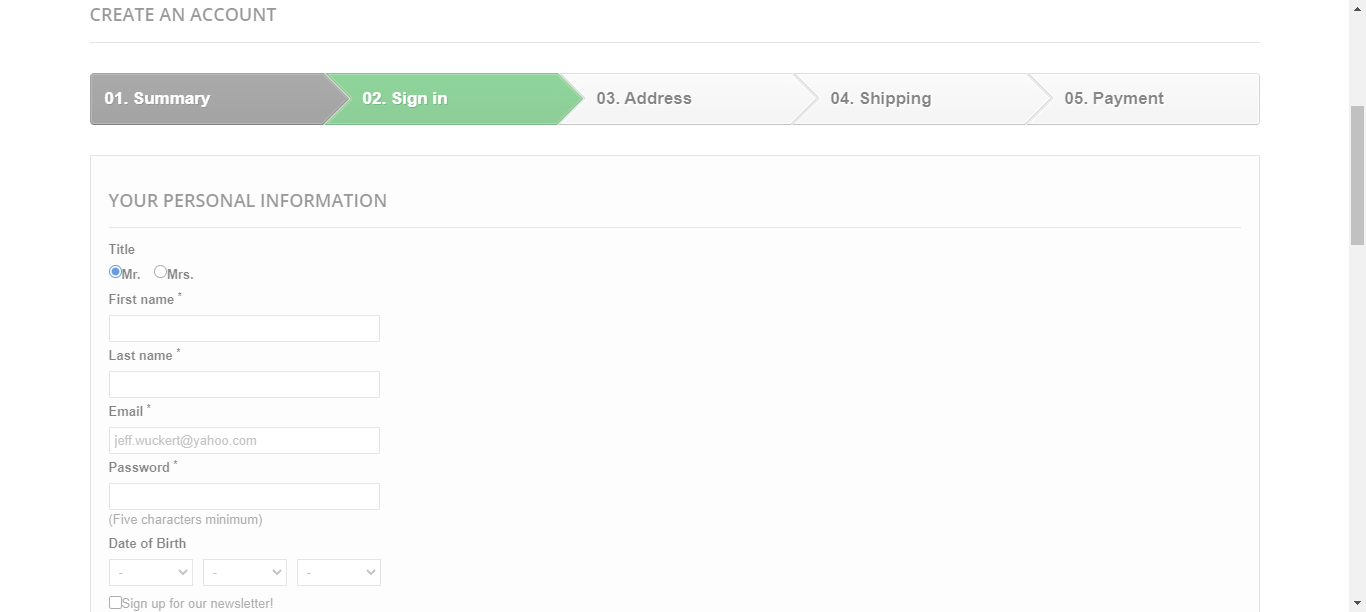 CREATE AN ACCOUNT
01. Summary 02. Sign in 03. Address 04. Shipping 05. Payment
YOUR PERSONAL INFORMATION
Title
Mr. Mrs.
First name *
Last name *
Email *
jeff.wuckert@yahoo.com
Password *
(Five characters minimum)
Date of Birth
- - -
Sign up for our newsletter!